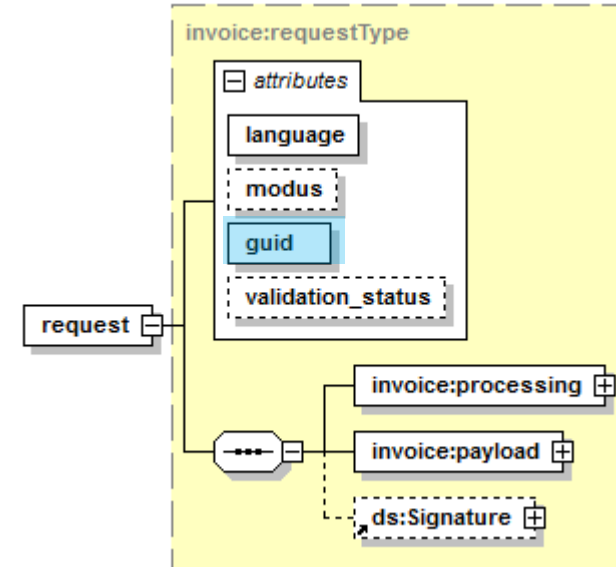 invoice:requestType
attributes
language
modus
guid
validation_status
request
invoice:processing
invoice:payload
ds:Signature